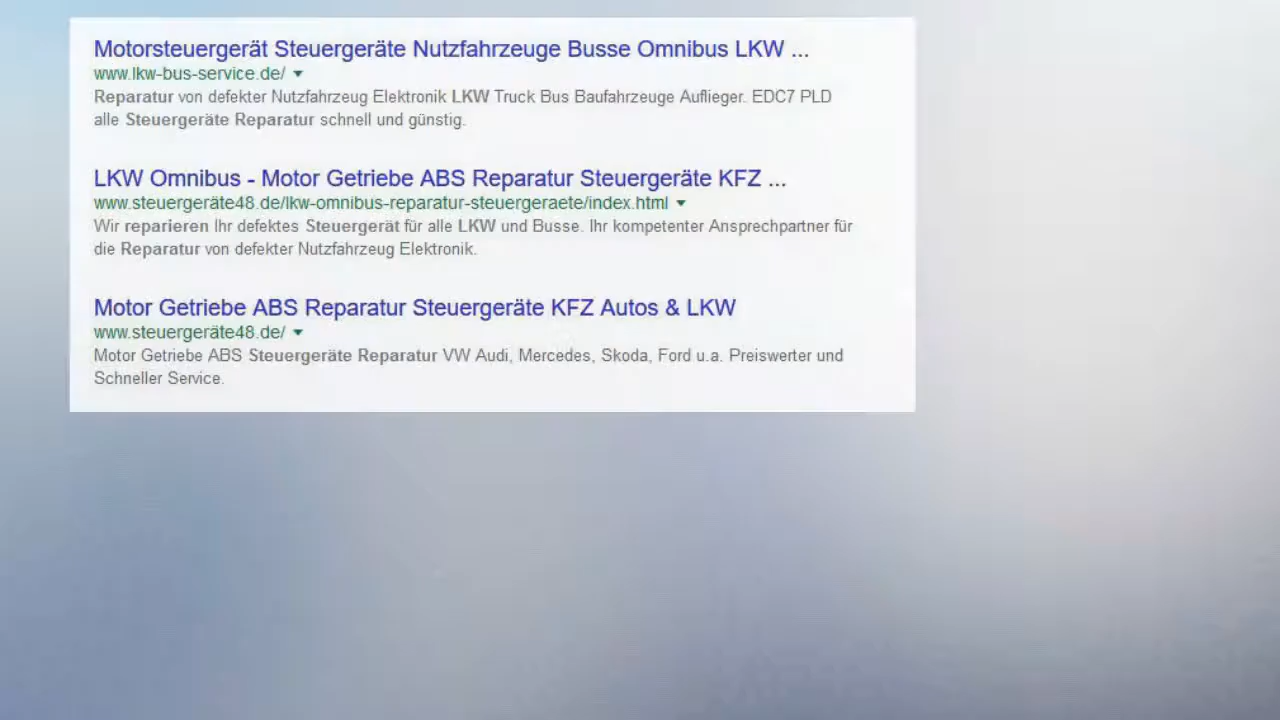 Motorsteuergerät Steuergeräte Nutzfahrzeuge Busse Omnibus LKW ...
www.lkw-bus-service.de/
Reparatur von defekter Nutzfahrzeug Elektronik LKW Truck Bus Baufahrzeuge Auflieger. EDC7 PLD
alle Steuergeräte Reparatur schnell und günstig.
LKW Omnibus - Motor Getriebe ABS Reparatur Steuergeräte KFZ ...
www.steuergeräte48.de/lkw-omnibus-reparatur-steuergeraete/index.html
Wir reparieren Ihr defektes Steuergerät für alle LKW und Busse. Ihr kompetenter Ansprechpartner für
die Reparatur von defekter Nutzfahrzeug Elektronik.
Motor Getriebe ABS Reparatur Steuergeräte KFZ Autos & LKW
www.steuergeräte48.de/
Motor Getriebe ABS Steuergeräte Reparatur VW Audi, Mercedes, Skoda, Ford u.a. Preiswerter und
Schneller Service.